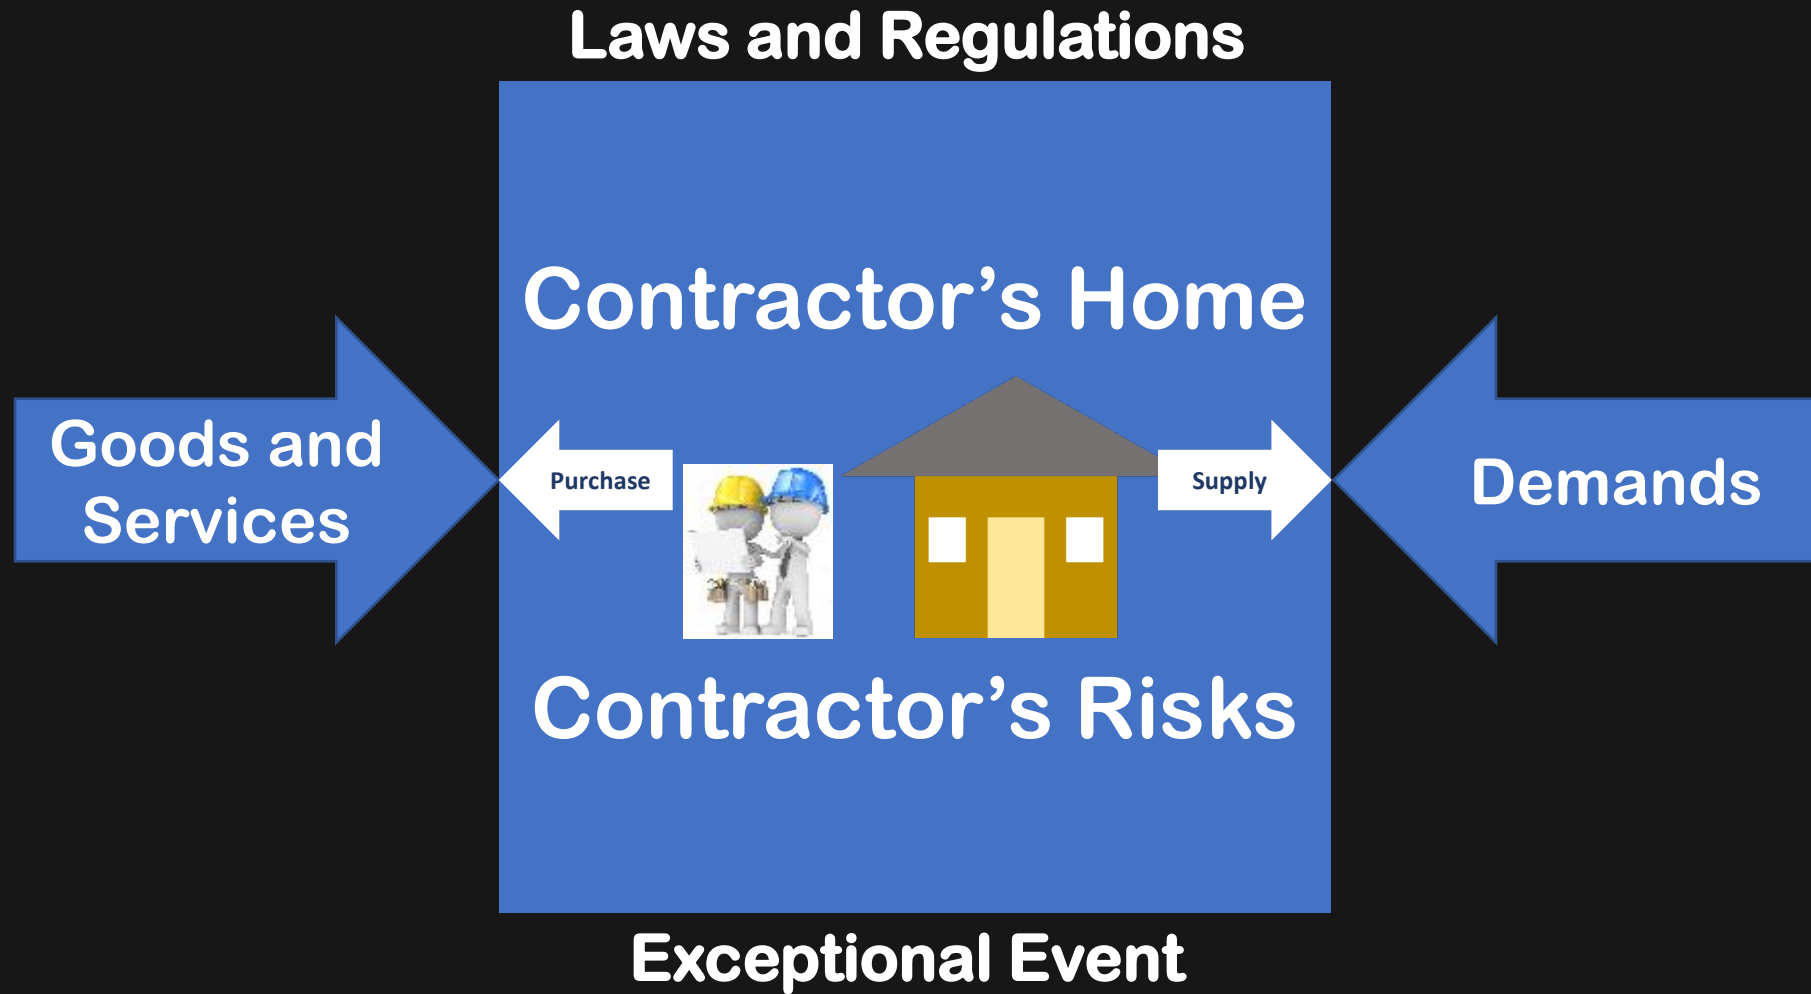 Laws and Regulations
Contractor’s Home
Goods and
Services
Purchase
Supply
Demands
Contractor’s Risks
Exceptional Event